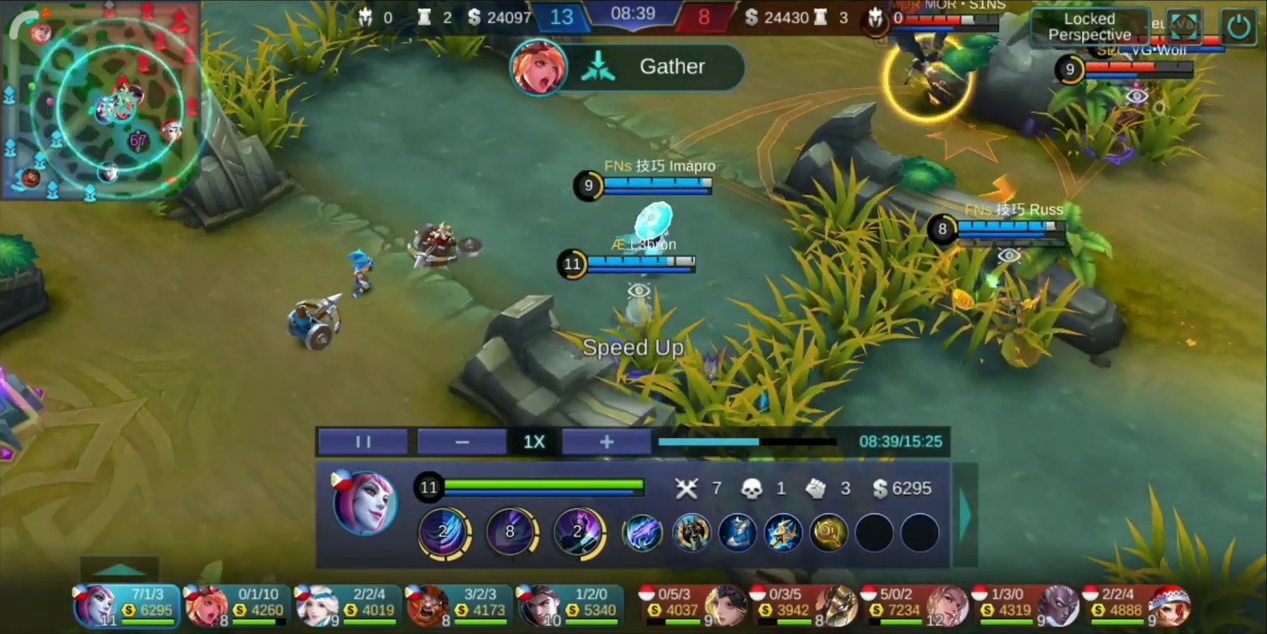 0 2 $ 24097 13 08:39 8 $ 24430 3 0
MOR • S1NS
Locked
Perspective
VG•Wolf
9
Gather
67
FNs 技巧 Imapro
9
FNs 技巧 Russ
8
Æ L3bron
11
Speed Up
1X
08:39/15:25
11 7 1 3 $ 6295
2 8 2
7/1/3 0/1/10 2/2/4 3/2/3 1/2/0 0/5/3 0/3/5 5/0/2 1/3/0 2/2/4
6295 4260 4019 4173 5340 4037 3942 7234 4319 4888
11 8 9 8 10 9 8 12 9 9